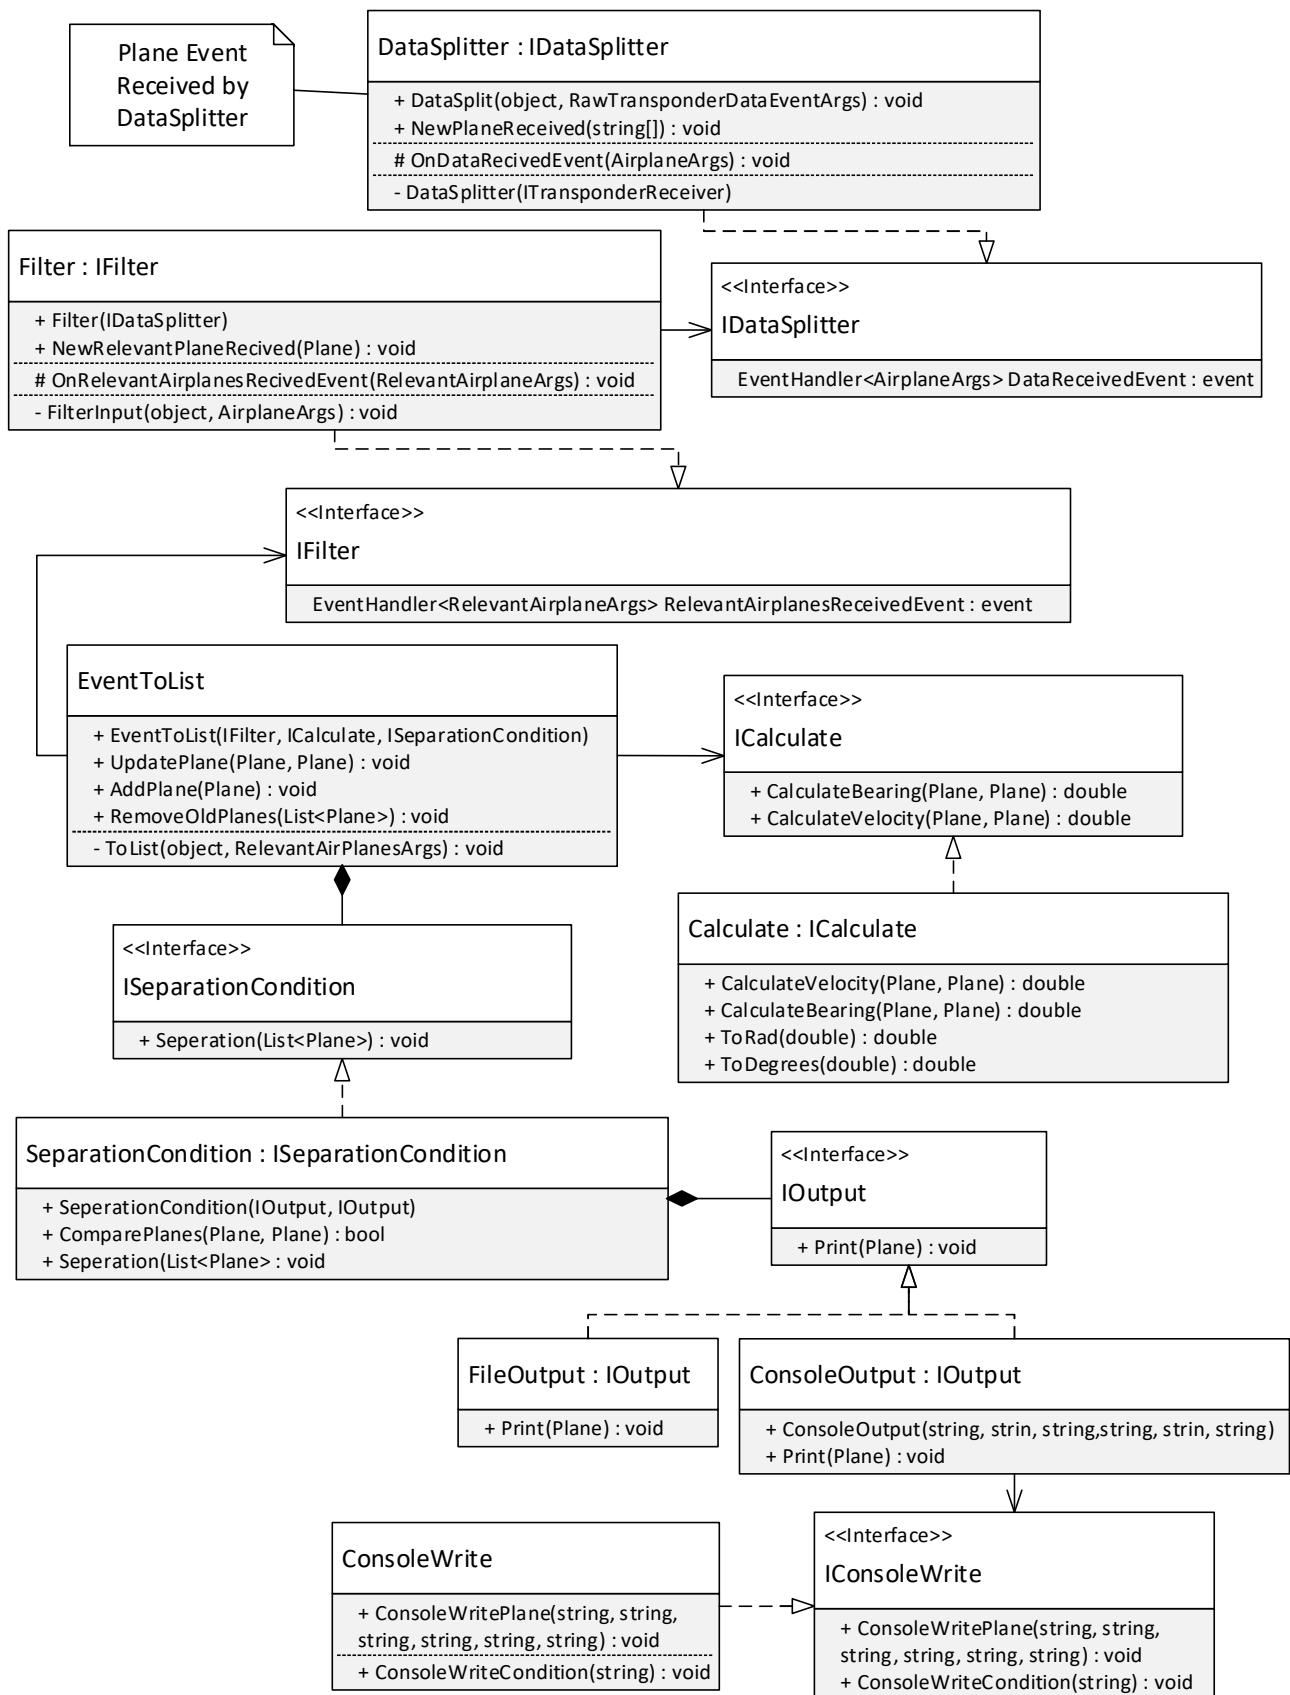 Plane Event
Received by
DataSplitter
DataSplitter : IDataSplitter
+ DataSplit(object, RawTransponderDataEventArgs) : void
+ NewPlaneReceived(string[]) : void
# OnDataRecivedEvent(AirplaneArgs) : void
- DataSplitter(ITransponderReceiver)
Filter : IFilter
+ Filter(IDataSplitter)
+ NewRelevantPlaneRecived(Plane) : void
# OnRelevantAirplanesRecivedEvent(RelevantAirplaneArgs) : void
- FilterInput(object, AirplaneArgs) : void
<<Interface>>
IDataSplitter
EventHandler<AirplaneArgs> DataReceivedEvent : event
<<Interface>>
IFilter
EventHandler<RelevantAirplaneArgs> RelevantAirplanesReceivedEvent : event
EventToList
+ EventToList(IFilter, ICalculate, ISeparationCondition)
+ UpdatePlane(Plane, Plane) : void
+ AddPlane(Plane) : void
+ RemoveOldPlanes(List<Plane>) : void
- ToList(object, RelevantAirPlanesArgs) : void
<<Interface>>
ICalculate
+ CalculateBearing(Plane, Plane) : double
+ CalculateVelocity(Plane, Plane) : double
Calculate : ICalculate
+ CalculateVelocity(Plane, Plane) : double
+ CalculateBearing(Plane, Plane) : double
+ ToRad(double) : double
+ ToDegrees(double) : double
<<Interface>>
ISeparationCondition
+ Seperation(List<Plane>) : void
SeparationCondition : ISeparationCondition
+ SeperationCondition(IOutput, IOutput)
+ ComparePlanes(Plane, Plane) : bool
+ Seperation(List<Plane> : void
<<Interface>>
IOutput
+ Print(Plane) : void
FileOutput : IOutput
+ Print(Plane) : void
ConsoleOutput : IOutput
+ ConsoleOutput(string, strin, string,string, strin, string)
+ Print(Plane) : void
ConsoleWrite
+ ConsoleWritePlane(string, string,
string, string, string, string) : void
+ ConsoleWriteCondition(string) : void
<<Interface>>
IConsoleWrite
+ ConsoleWritePlane(string, string,
string, string, string, string) : void
+ ConsoleWriteCondition(string) : void